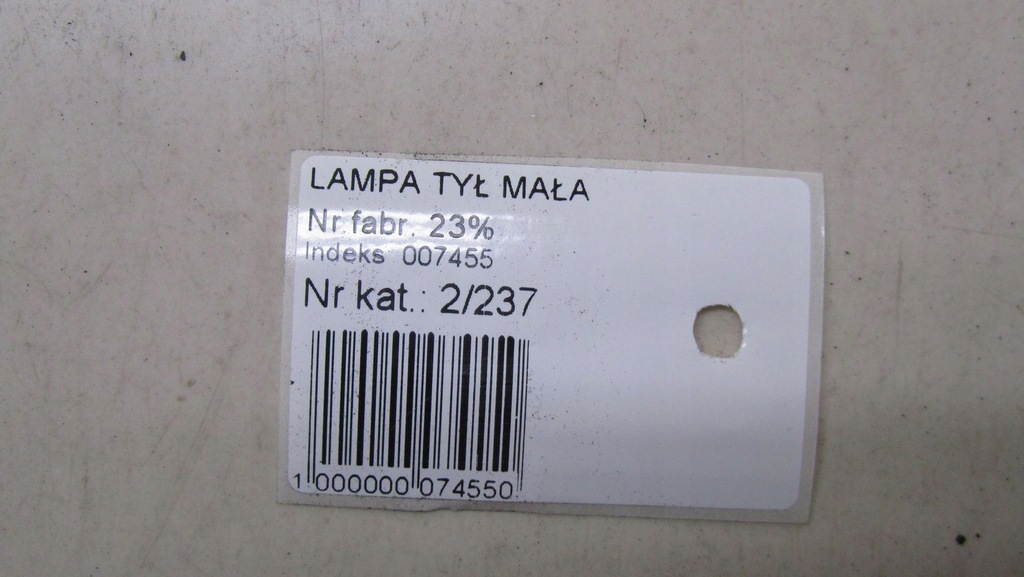 LAMPA TYŁ MAŁA
Nr fabr. 23%
Indeks 007455
Nr kat.: 2/237
1 000000 074550